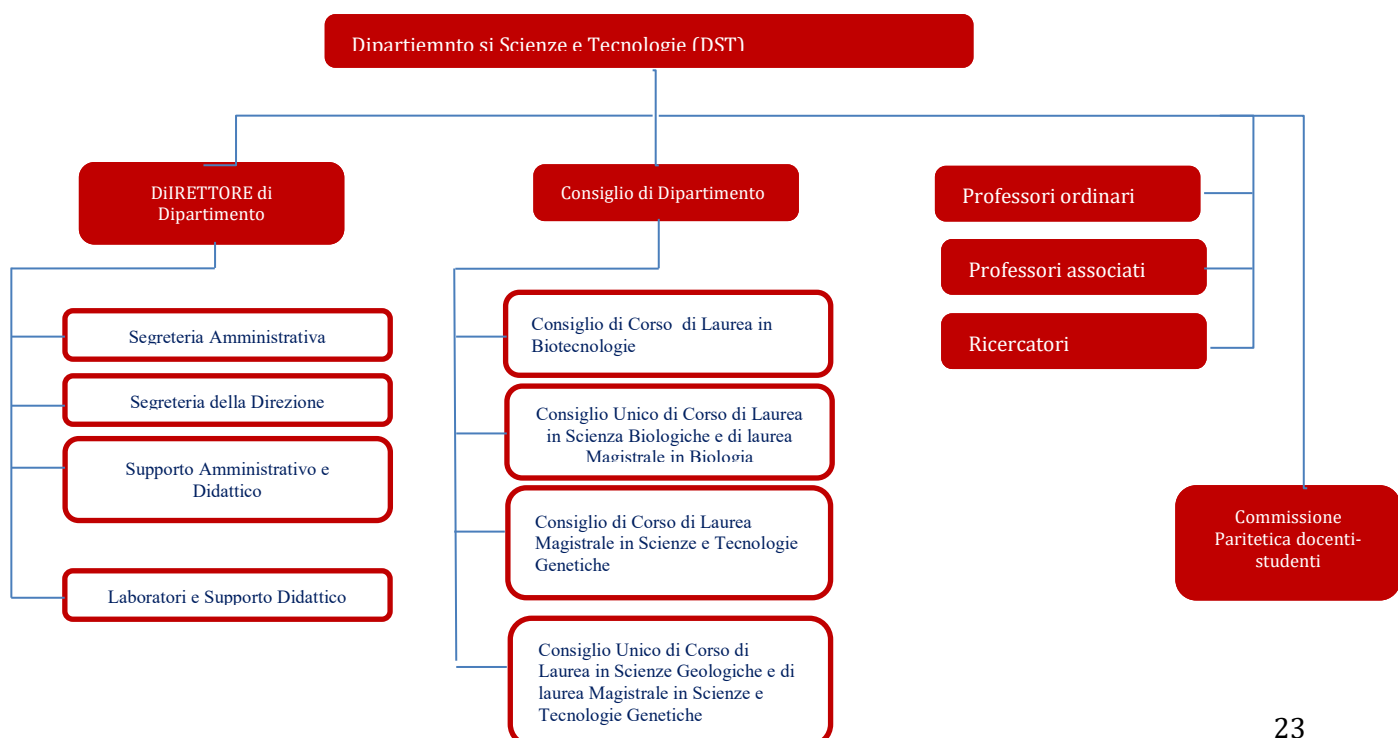 Dipartiemnto si Scienze e Tecnologie (DST)
DiIRETTORE di
Dipartimento
Segreteria Amministrativa
Segreteria della Direzione
Supporto Amministrativo e
Didattico
Laboratori e Supporto Didattico
Consiglio di Dipartimento
Consiglio di Corso di Laurea in
Biotecnologie
Consiglio Unico di Corso di Laurea
in Scienza Biologiche e di laurea
Magistrale in Biologia
Consiglio di Corso di Laurea
Magistrale in Scienze e Tecnologie
Genetiche
Consiglio Unico di Corso di
Laurea in Scienze Geologiche e di
laurea Magistrale in Scienze e
Tecnologie Genetiche
Professori ordinari
Professori associati
Ricercatori
Commissione
Paritetica docenti-
studenti
23